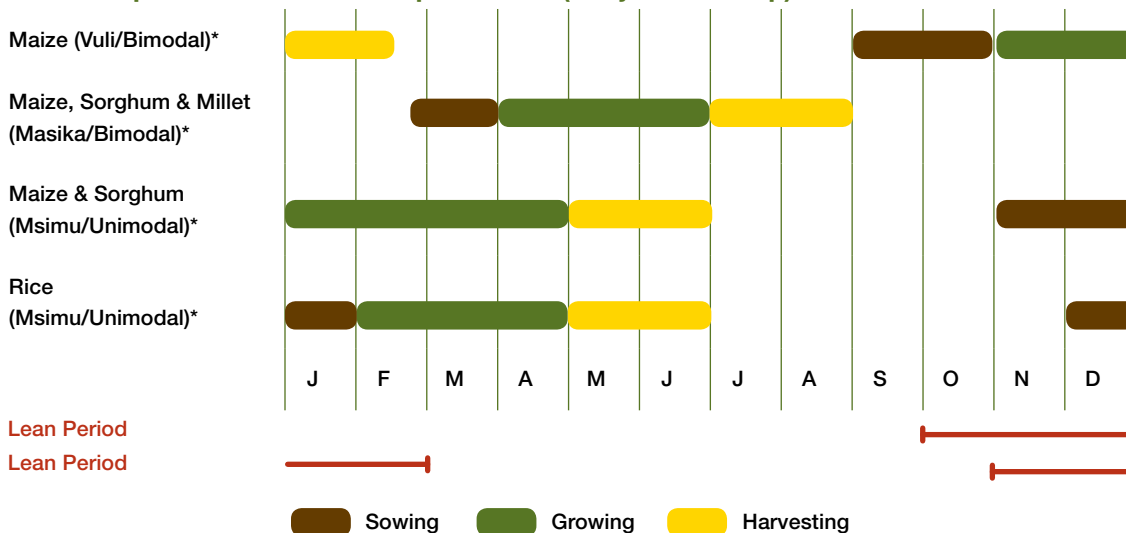 Maize (Vuli/Bimodal)*
Maize, Sorghum & Millet
(Masika/Bimodal)*
Maize & Sorghum
(Msimu/Unimodal)*
Rice
(Msimu/Unimodal)*
J F M A M J J A S O N D
Lean Period
Lean Period
Sowing Growing Harvesting